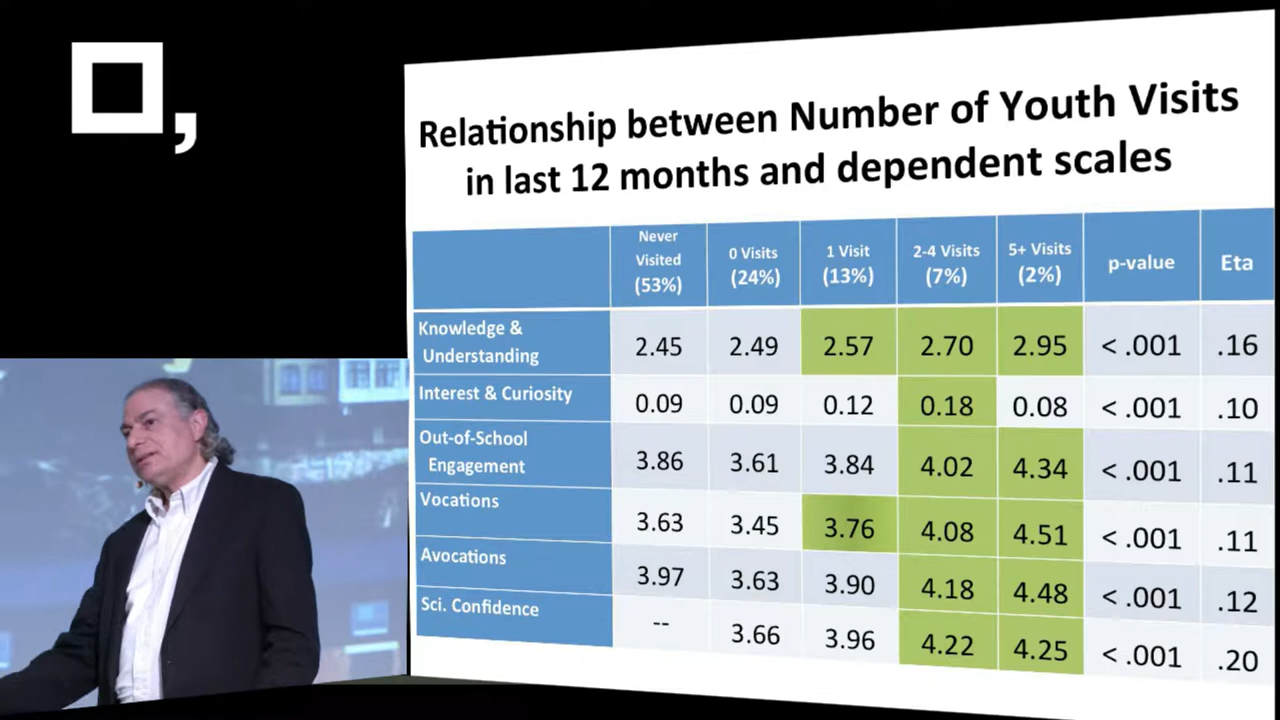 Relationship between Number of Youth Visits
in last 12 months and dependent scales
Never
Visited
(53%)
0 Visits
(24%)
1 Visit
(13%)
2-4 Visits
(7%)
5+ Visits
(2%)
p-value
Eta
Knowledge &
Understanding
2.45 2.49 2.57 2.70 2.95 < .001 .16
Interest & Curiosity
0.09 0.09 0.12 0.18 0.08 < .001 .10
Out-of-School
Engagement
3.86 3.61 3.84 4.02 4.34 < .001 .11
Vocations
3.63 3.45 3.76 4.08 4.51 < .001 .11
Avocations
3.97 3.63 3.90 4.18 4.48 < .001 .12
Sci. Confidence
-- 3.66 3.96 4.22 4.25 < .001 .20